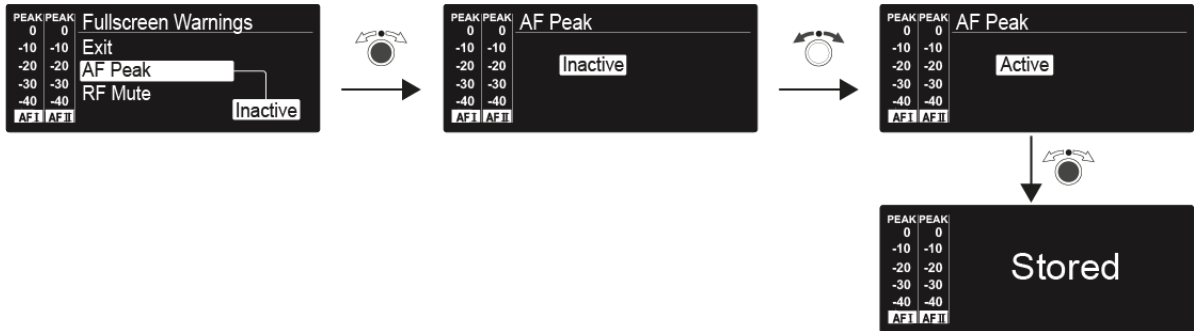 PEAK PEAK Fullscreen Warnings
0 0
-10 -10 Exit
-20 -20 AF Peak
-30 -30 RF Mute
-40 -40 Inactive
AF I AF II
PEAK PEAK AF Peak
0 0
-10 -10
-20 -20 Inactive
-30 -30
-40 -40
AF I AF II
PEAK PEAK AF Peak
0 0
-10 -10
-20 -20 Active
-30 -30
-40 -40
AF I AF II
PEAK PEAK
0 0
-10 -10
-20 -20 Stored
-30 -30
-40 -40
AF I AF II